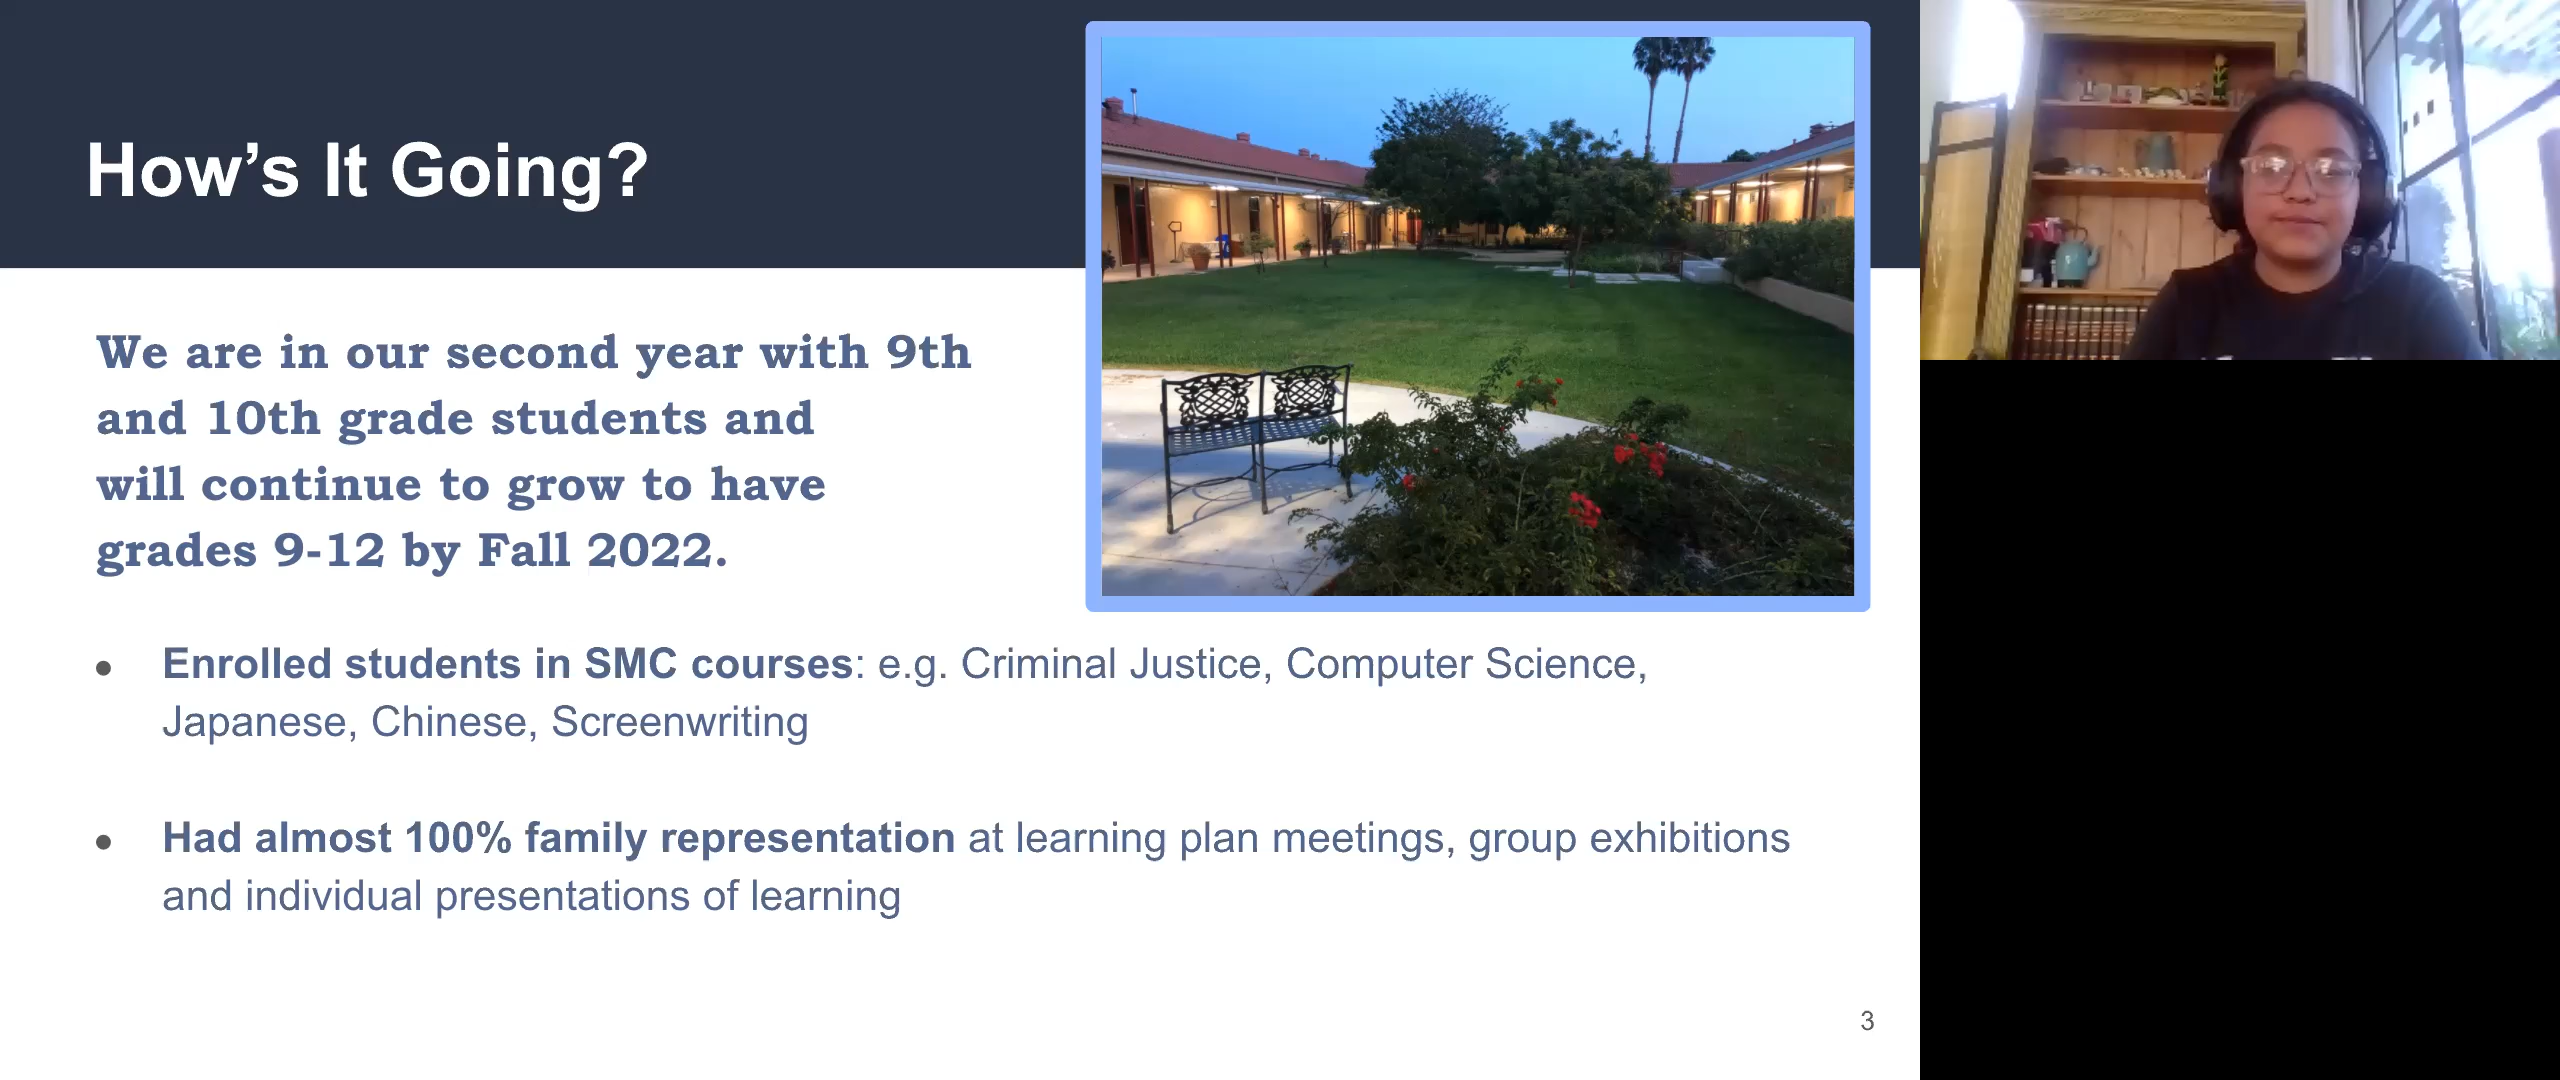 How’s It Going?
We are in our second year with 9th
and 10th grade students and
will continue to grow to have
grades 9-12 by Fall 2022.
● Enrolled students in SMC courses: e.g. Criminal Justice, Computer Science,
Japanese, Chinese, Screenwriting
● Had almost 100% family representation at learning plan meetings, group exhibitions
and individual presentations of learning
3